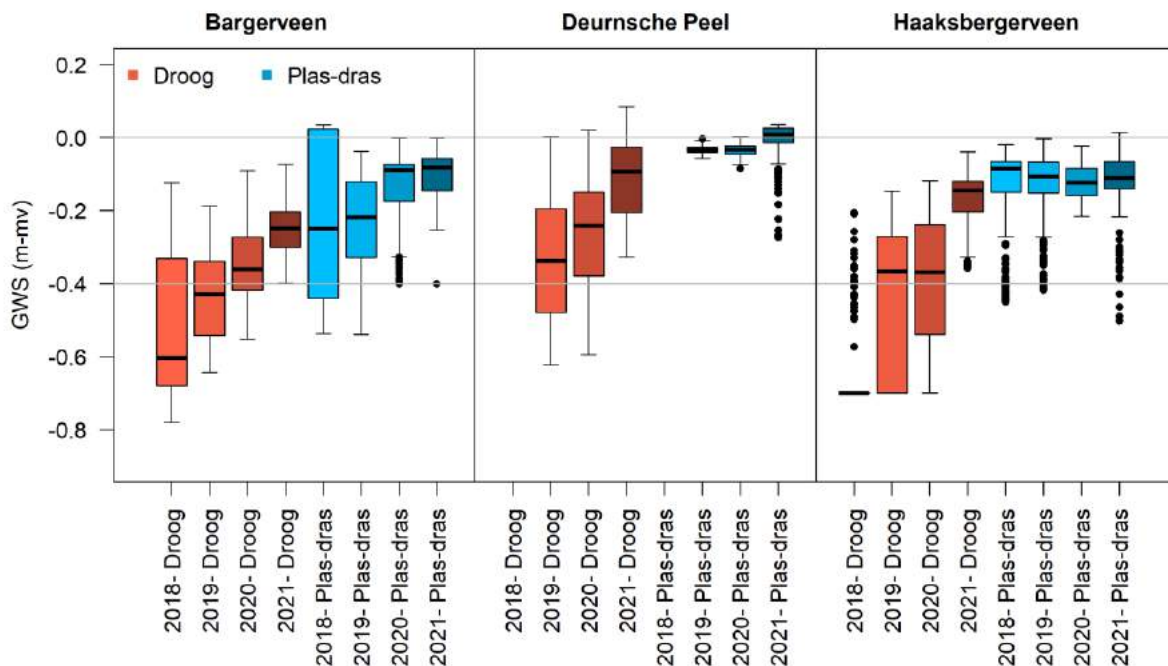 Bargerveen
Deurnsche Peel
Haaksbergerveen
Droog
Plas-dras
GWS (m-mv)
0.2
0.0
-0.2
-0.4
-0.6
-0.8
2018- Droog
2019- Droog
2020- Droog
2021- Droog
2018- Plas-dras
2019- Plas-dras
2020- Plas-dras
2021- Plas-dras
2018- Droog
2019- Droog
2020- Droog
2021- Droog
2018- Plas-dras
2019- Plas-dras
2020- Plas-dras
2021- Plas-dras
2018- Droog
2019- Droog
2020- Droog
2021- Droog
2018- Plas-dras
2019- Plas-dras
2020- Plas-dras
2021 - Plas-dras